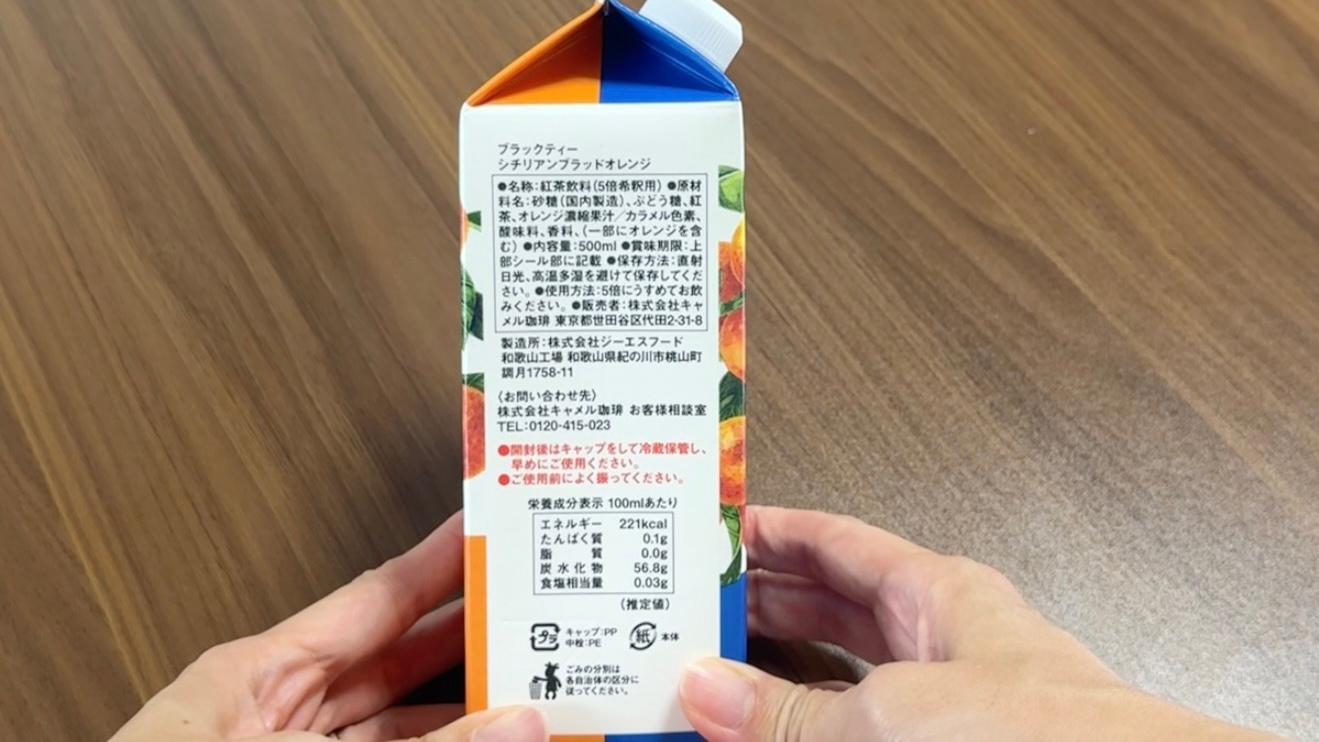 ブラックティー
シチリアンブラッドオレンジ
●名称:紅茶飲料(5倍希釈用) ●原材
料名:砂糖(国内製造)、ぶどう糖、紅
茶、オレンジ濃縮果汁／カラメル色素、
酸味料、香料、(一部にオレンジを含
む) ●内容量:500ml ●賞味期限:上
部シール部に記載 ●保存方法:直射
日光、高温多湿を避けて保存してくだ
さい。 ●使用方法:5倍にうすめてお飲
みください。 ●販売者:株式会社キャ
メル珈琲 東京都世田谷区代田2-31-8
製造所:株式会社ジーエスフード
和歌山工場 和歌山県紀の川市桃山町
調月1758-11
〈お問い合わせ先〉
株式会社キャメル珈琲 お客様相談室
TEL:0120-415-023
●開封後はキャップをして冷蔵保管し、
早めにご使用ください。
●ご使用前によく振ってください。
栄養成分表示 100mlあたり
エネルギー 221kcal
たんぱく質 0.1g
脂質 0.0g
炭水化物 56.8g
食塩相当量 0.03g
(推定値)
プラ キャップ:PP 紙 本体
中栓:PE
ごみの分別は
各自治体の区分に
従ってください。